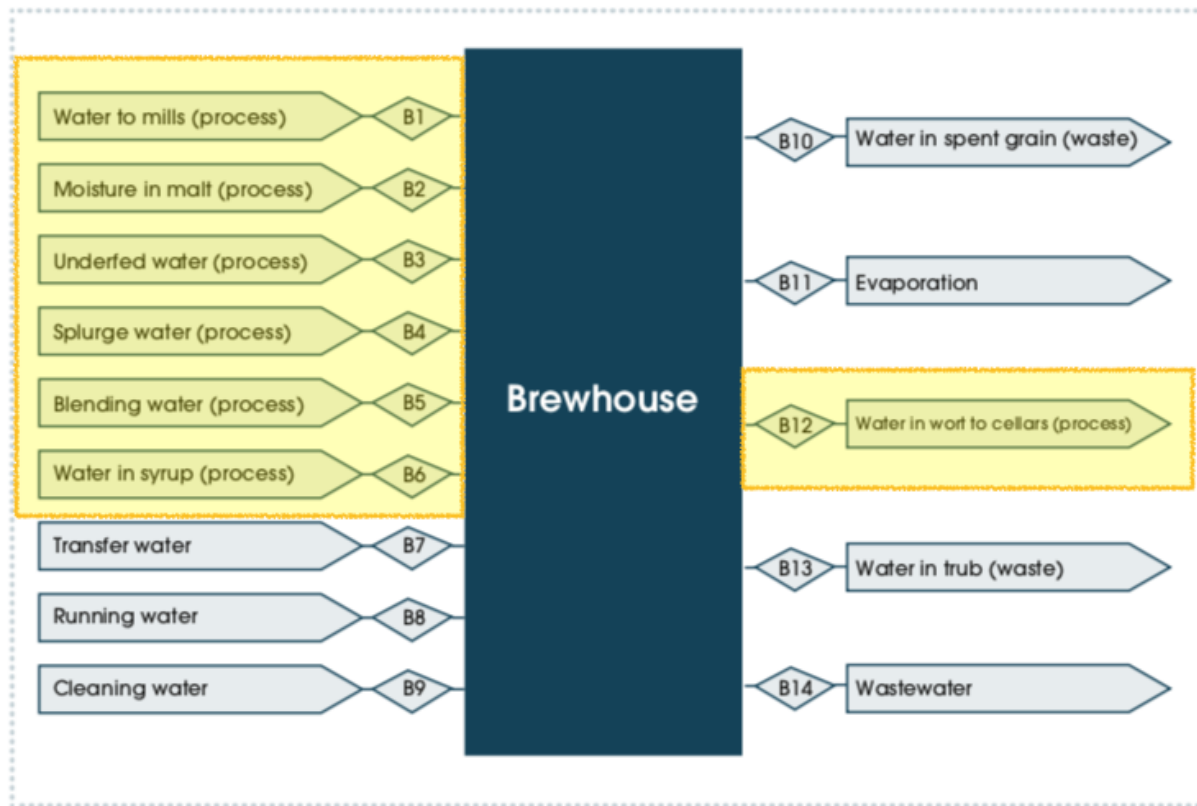 Water to mills (process) B1
Moisture in malt (process) B2
Underfed water (process) B3
Splurge water (process) B4
Blending water (process) B5
Water in syrup (process) B6
Transfer water B7
Running water B8
Cleaning water B9
Brewhouse
B10 Water in spent grain (waste)
B11 Evaporation
B12 Water in wort to cellars (process)
B13 Water in trub (waste)
B14 Wastewater